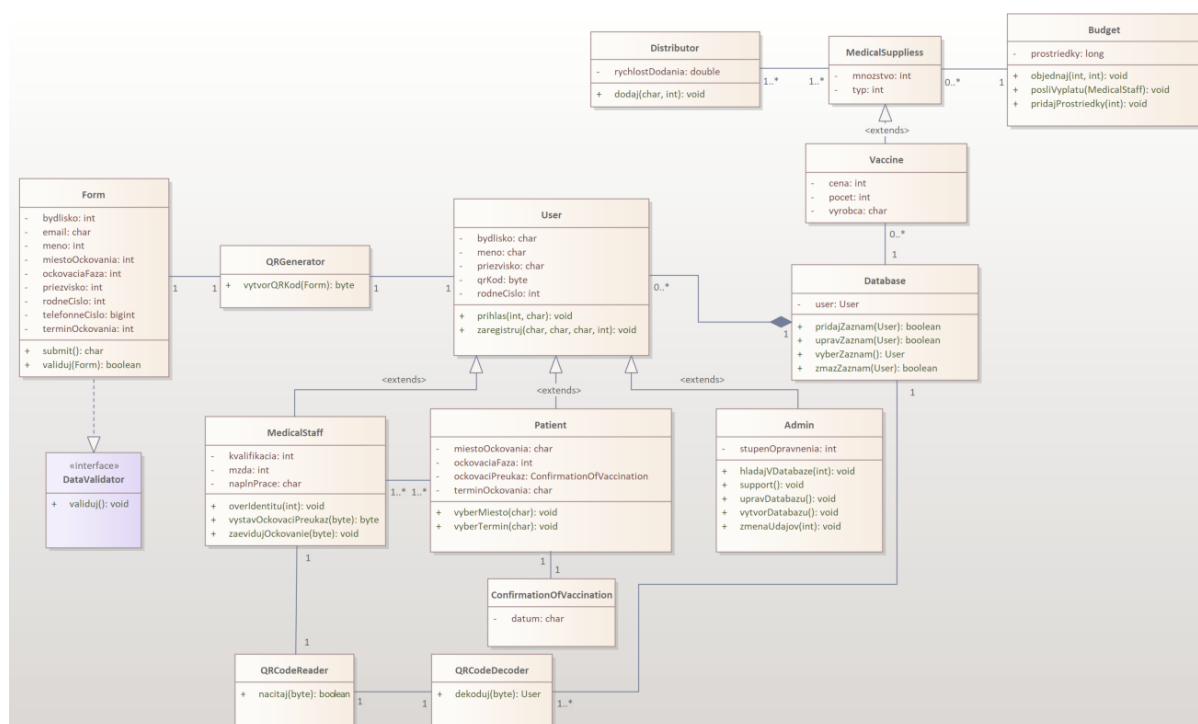 Distributor
- rychlostDodania: double
+ dodaj(char, int): void
1..*
1..*
MedicalSuppliess
- mnozstvo: int
- typ: int
0..*
1
Budget
- prostriedky: long
+ objednaj(int, int): void
+ posliVyplatu(MedicalStaff): void
+ pridajProstriedky(int): void
<extends>
Vaccine
- cena: int
- pocet: int
- vyrobca: char
0..*
1
Form
- bydlisko: int
- email: char
- meno: int
- miestoOckovania: int
- ockovaciaFaza: int
- priezvisko: int
- rodneCislo: int
- telefonneCislo: bigint
- terminOckovania: int
+ submit(): char
+ validuj(Form): boolean
1
1
QRGenerator
+ vytvorQRKod(Form): byte
1
1
User
- bydlisko: char
- meno: char
- priezvisko: char
- qrKod: byte
- rodneCislo: int
+ prihlas(int, char): void
+ zaregistruj(char, char, char, int): void
0..*
1
Database
- user: User
+ pridajZaznam(User): boolean
+ upravZaznam(User): boolean
+ vyberZaznam(): User
+ zmazZaznam(User): boolean
1
<extends>
<extends>
<extends>
«interface»
DataValidator
+ validuj(): void
MedicalStaff
- kvalifikacia: int
- mzda: int
- naplnPrace: char
+ overIdentitu(int): void
+ vystavOckovaciPreukaz(byte): byte
+ zaevidujOckovanie(byte): void
1..*
1..*
Patient
- miestoOckovania: char
- ockovaciaFaza: int
- ockovaciPreukaz: ConfirmationOfVaccination
- terminOckovania: char
+ vyberMiesto(char): void
+ vyberTermin(char): void
Admin
- stupenOpravnenia: int
+ hladajVDatabaze(int): void
+ support(): void
+ upravDatabazu(): void
+ vytvorDatabazu(): void
+ zmenaUdajov(int): void
1
1
1
ConfirmationOfVaccination
- datum: char
1
QRCodeReader
+ nacitaj(byte): boolean
1
1
QRCodeDecoder
+ dekoduj(byte): User
1..*